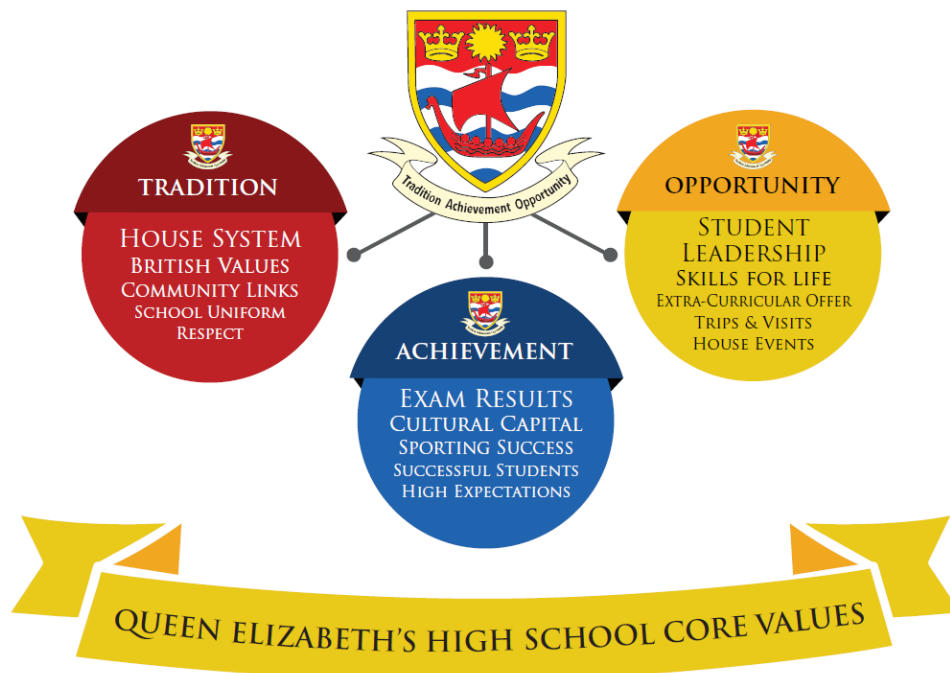 Tradition Achievement Opportunity
TRADITION
HOUSE SYSTEM
BRITISH VALUES
COMMUNITY LINKS
SCHOOL UNIFORM
RESPECT
ACHIEVEMENT
EXAM RESULTS
CULTURAL CAPITAL
SPORTING SUCCESS
SUCCESSFUL STUDENTS
HIGH EXPECTATIONS
OPPORTUNITY
STUDENT
LEADERSHIP
SKILLS FOR LIFE
EXTRA-CURRICULAR OFFER
TRIPS & VISITS
HOUSE EVENTS
QUEEN ELIZABETH'S HIGH SCHOOL CORE VALUES